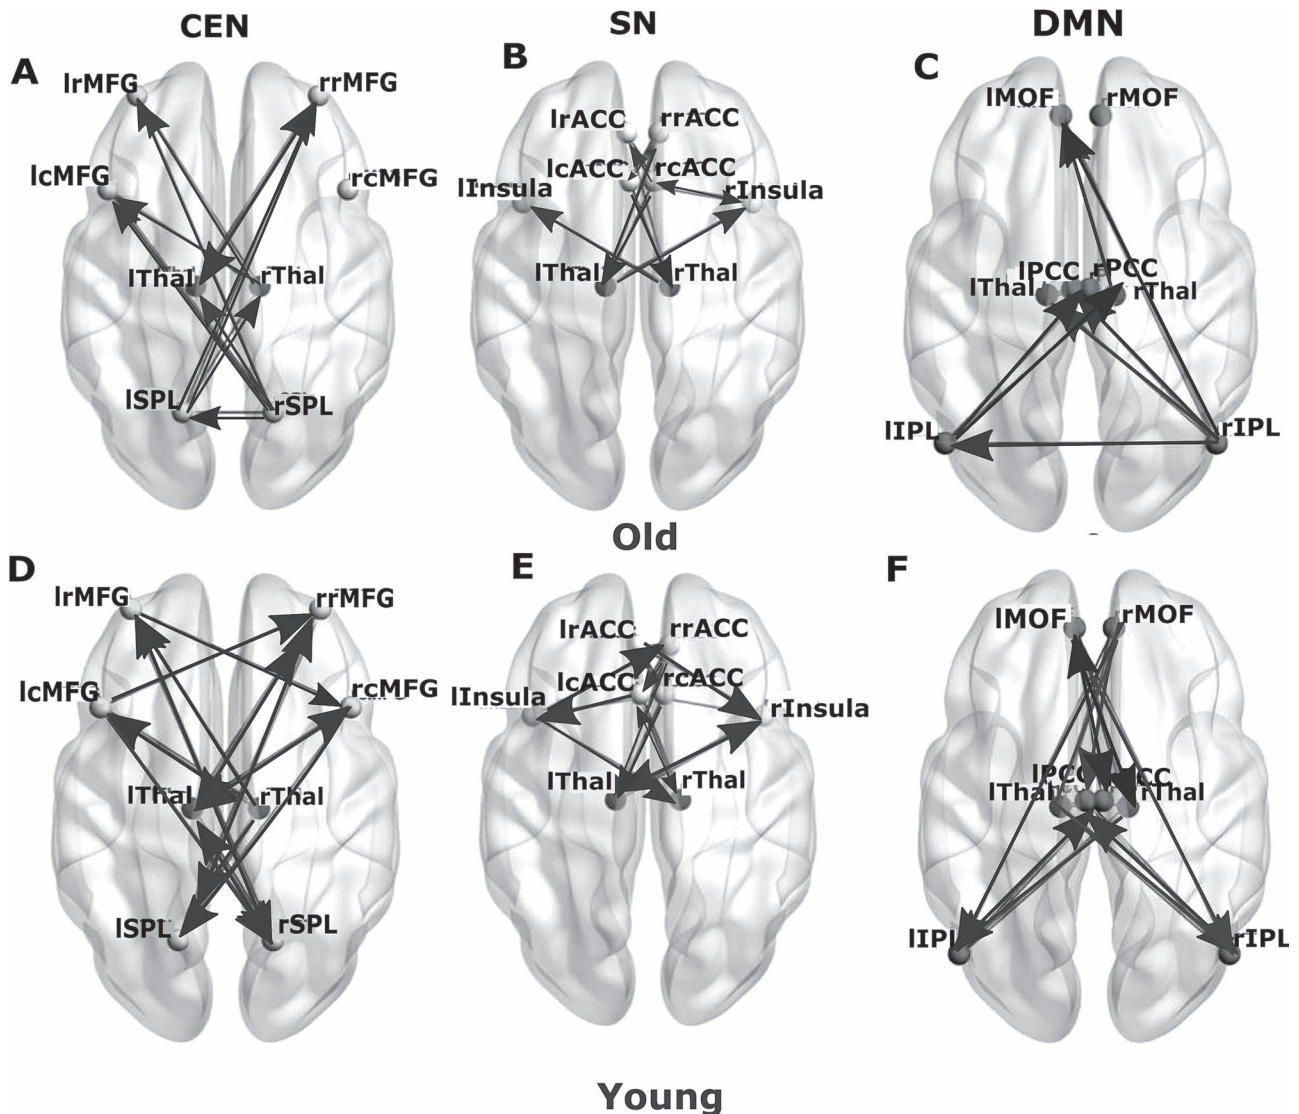 CEN
SN
DMN
A
B
C
lrMFG
rrMFG
lMOF
rMOF
lrACC
rrACC
lcMFG
rcMFG
lcACC
rcACC
lInsula
rInsula
lThal
rThal
lThal
rThal
lPCC
rPCC
lThal
rThal
lSPL
rSPL
lIPL
rIPL
Old
D
E
F
lrMFG
rrMFG
lMOF
rMOF
lrACC
rrACC
lcMFG
rcMFG
lcACC
rcACC
lInsula
rInsula
lThal
rThal
lThal
rThal
lPCC
CC
lThal
rThal
lSPL
rSPL
lIPL
rIPL
Young